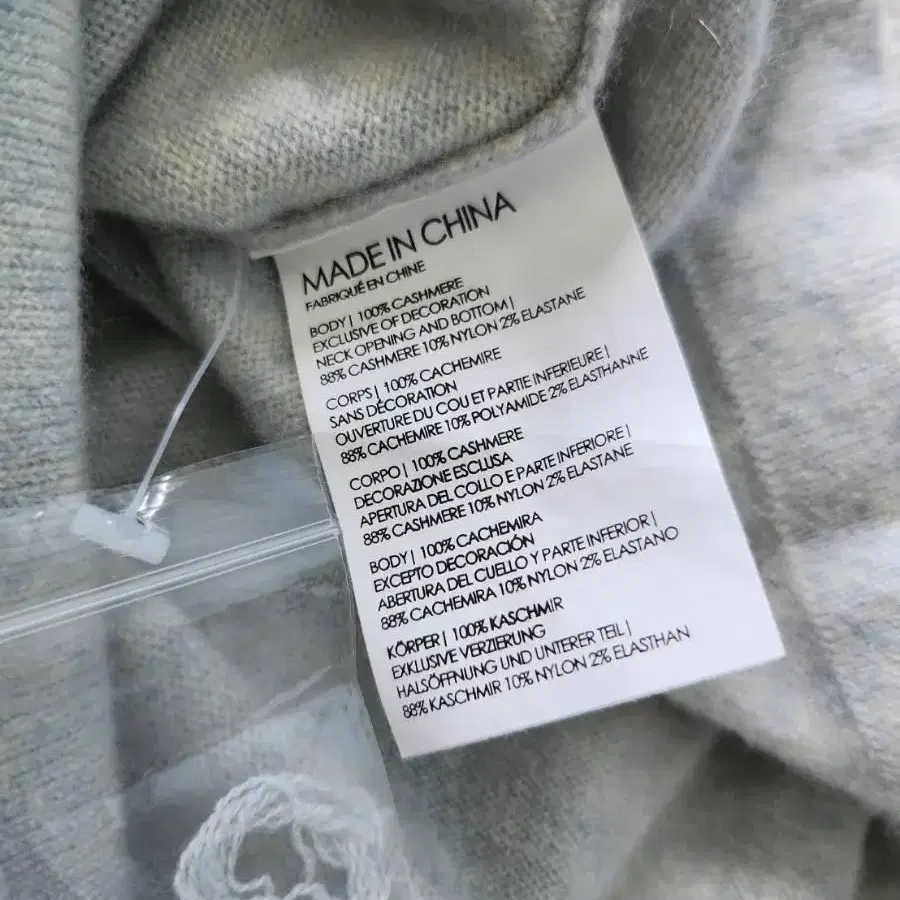 MADE IN CHINA
FABRIQUÉ EN CHINE
BODY | 100% CASHMERE
EXCLUSIVE OF DECORATION
NECK OPENING AND BOTTOM |
88% CASHMERE 10% NYLON 2% ELASTANE
CORPS | 100% CACHEMIRE
SANS DÉCORATION
OUVERTURE DU COU ET PARTIE INFERIEURE |
88% CACHEMIRE 10% POLYAMIDE 2% ELASTHANNE
CORPO | 100% CASHMERE
DECORAZIONE ESCLUSA
APERTURA DEL COLLO E PARTE INFERIORE |
88% CASHMERE 10% NYLON 2% ELASTANE
BODY | 100% CACHEMIRA
EXCEPTO DECORACIÓN
ABERTURA DEL CUELLO Y PARTE INFERIOR |
88% CACHEMIRA 10% NYLON 2% ELASTANO
KÖRPER | 100% KASCHMIR
EXKLUSIVE VERZIERUNG
HALSÖFFNUNG UND UNTERER TEIL |
88% KASCHMIR 10% NYLON 2% ELASTHAN